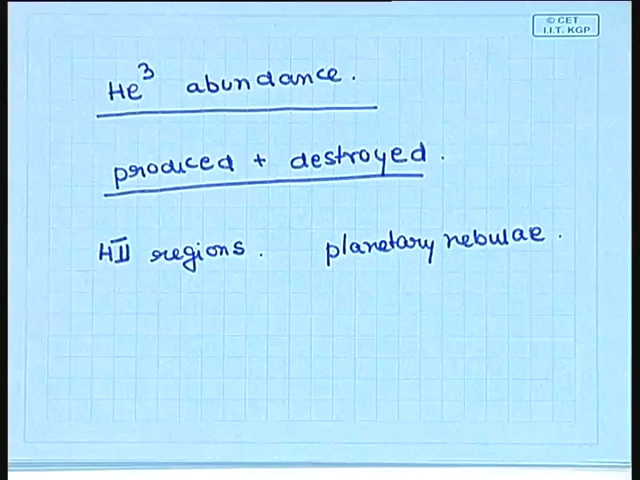 © CET
I.I.T. KGP
He³ abundance.
produced + destroyed.
HII regions. planetary nebulae.